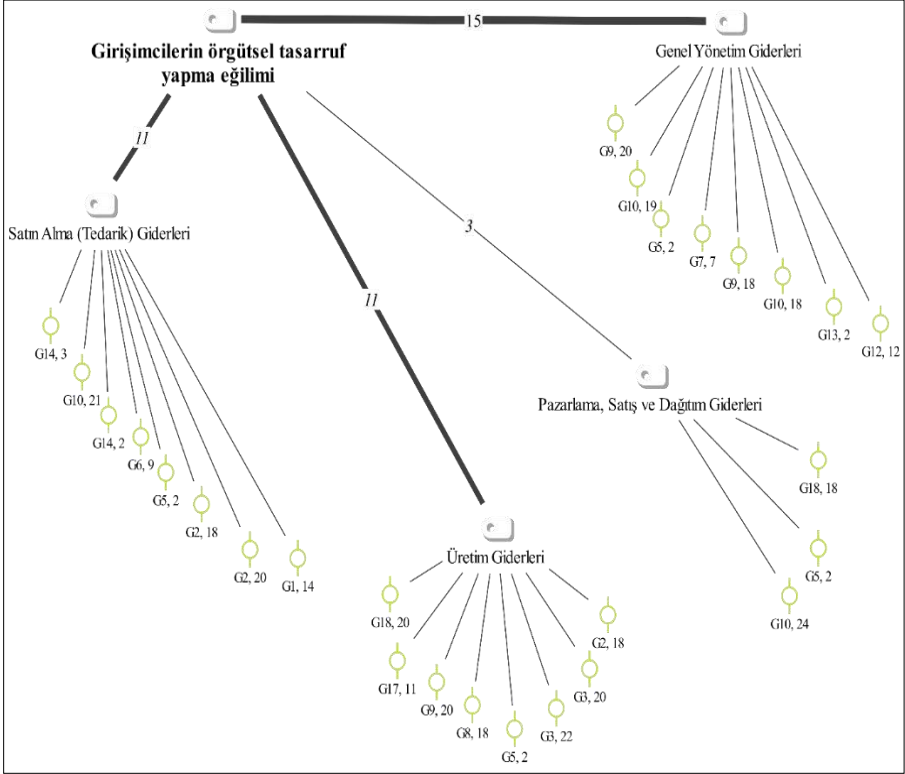 15
Girişimcilerin örgütsel tasarruf
yapma eğilimi
Genel Yönetim Giderleri
G9, 20
G10, 19
G5, 2
G7, 7
G9, 18
G10, 18
G13, 2
G12, 12
11
Satın Alma (Tedarik) Giderleri
G14, 3
G10, 21
G14, 2
G6, 9
G5, 2
G2, 18
G2, 20
G1, 14
3
Pazarlama, Satış ve Dağıtım Giderleri
G18, 18
G5, 2
G10, 24
11
Üretim Giderleri
G18, 20
G17, 11
G9, 20
G8, 18
G5, 2
G3, 22
G3, 20
G2, 18